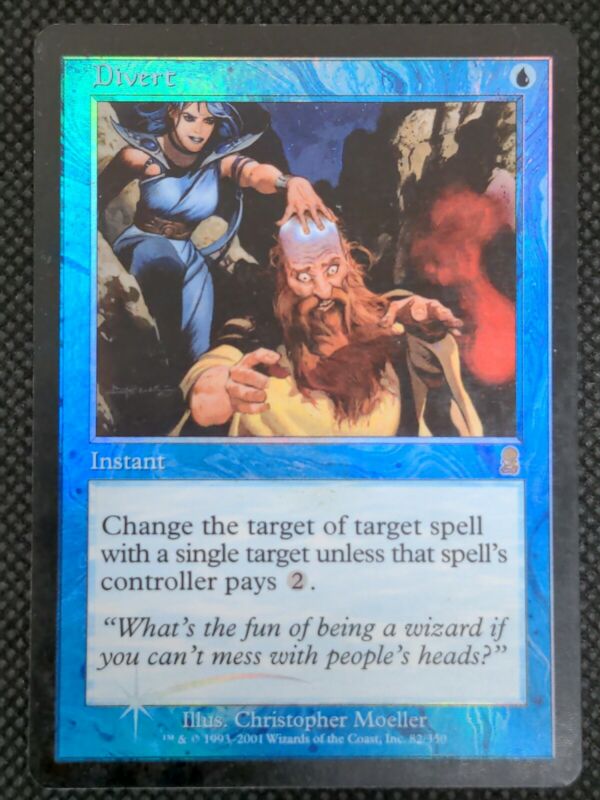 Divert
Instant
Change the target of target spell
with a single target unless that spell's
controller pays 2.
“What's the fun of being a wizard if
you can't mess with people's heads?”
Illus. Christopher Moeller
™ & © 1993-2001 Wizards of the Coast, Inc. 82/350